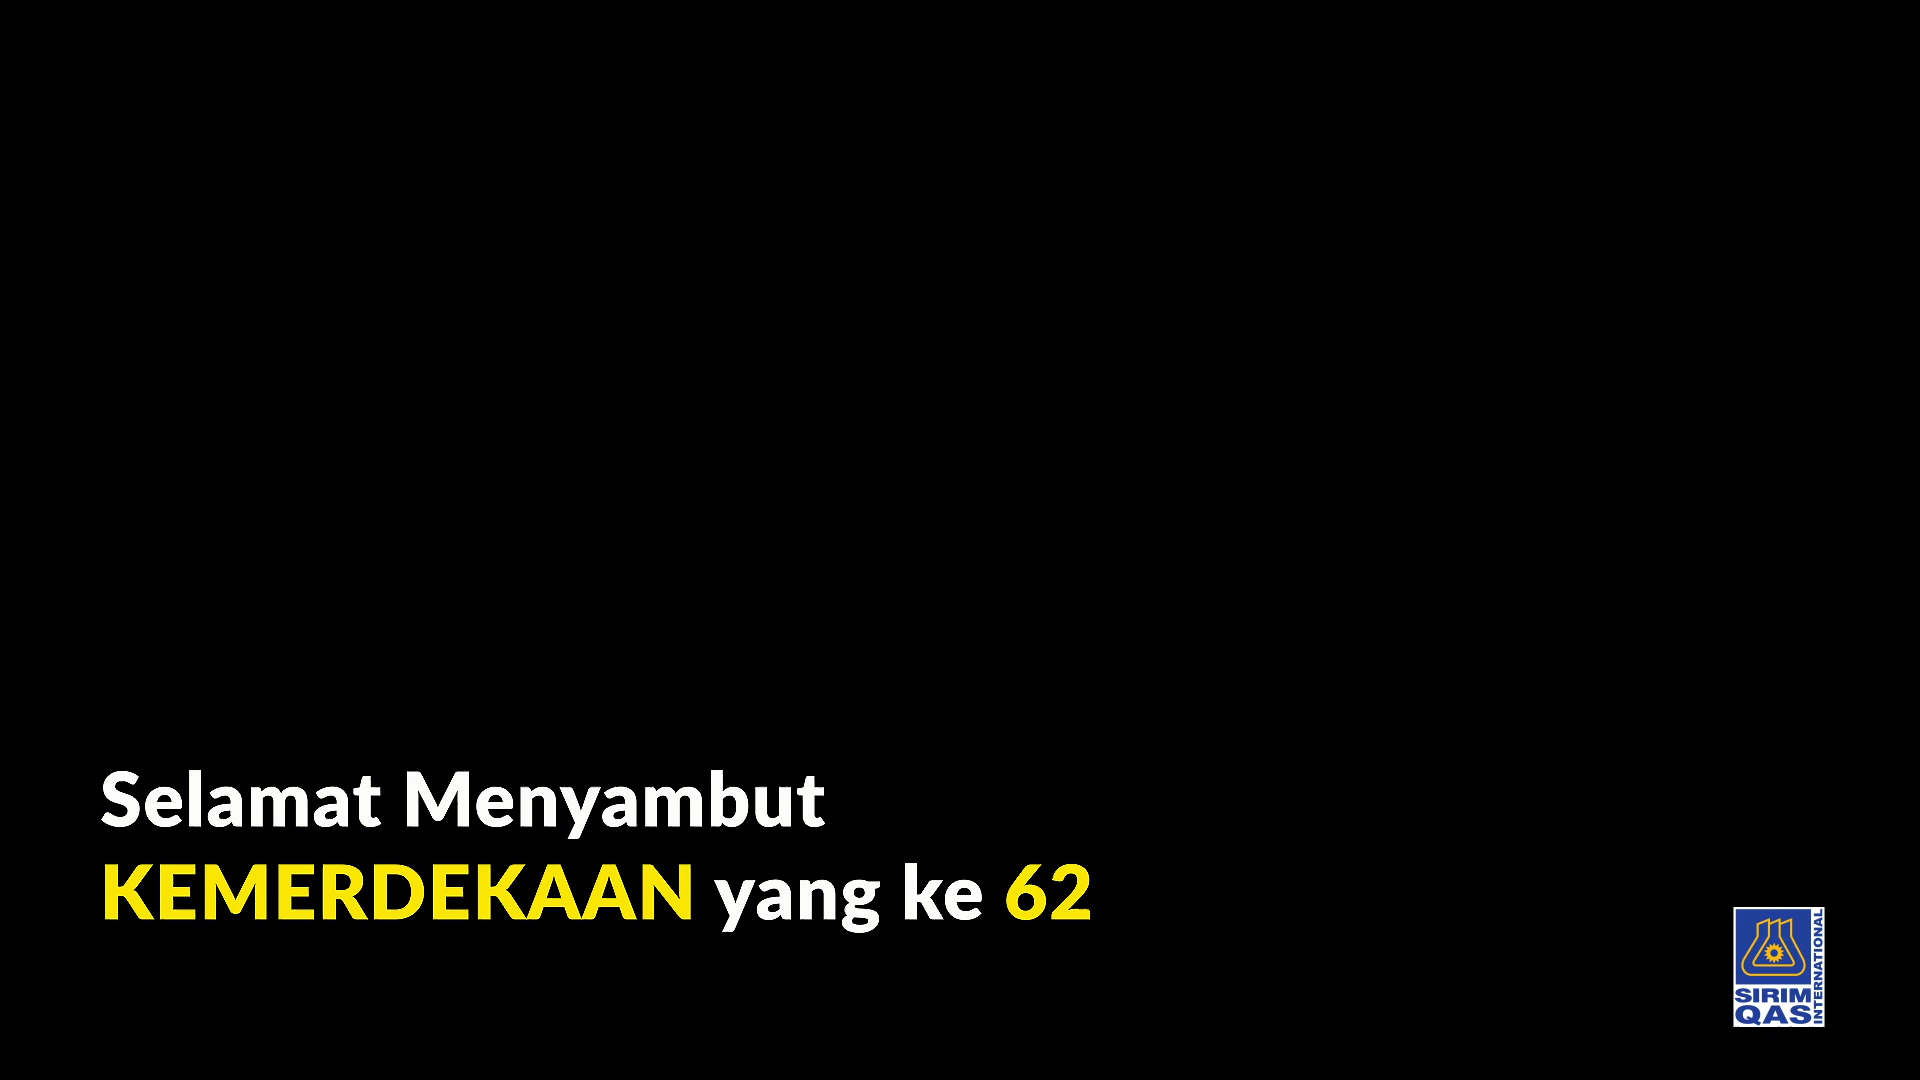 Selamat Menyambut
KEMERDEKAAN yang ke 62
SIRIM
QAS
INTERNATIONAL